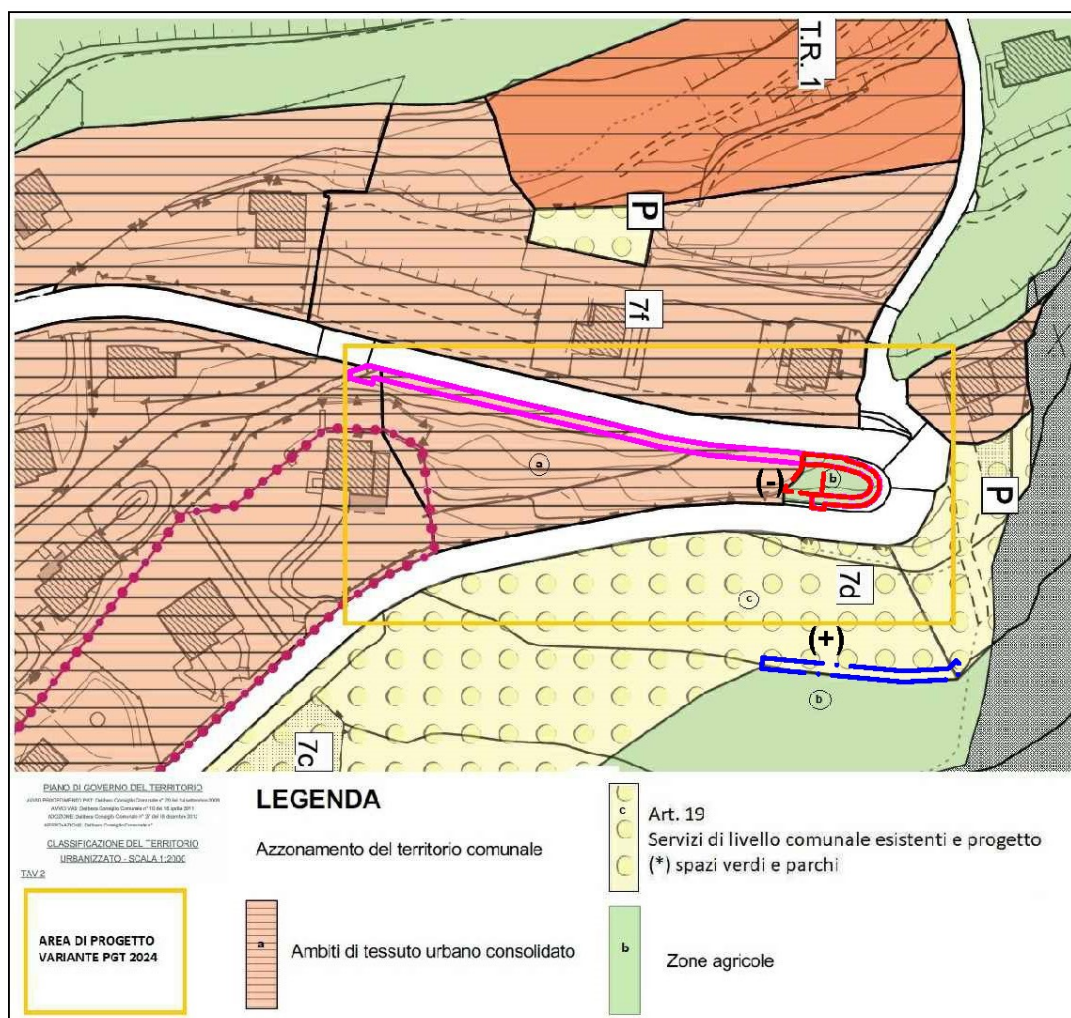 T.R. 1
P
7f
a
b
(-)
P
7d
c
(+)
b
7c
PIANO DI GOVERNO DEL TERRITORIO
CLASSIFICAZIONE DEL TERRITORIO
URBANIZZATO - SCALA 1:2000
TAV.2
AREA DI PROGETTO
VARIANTE PGT 2024
LEGENDA
Azzonamento del territorio comunale
a
Ambiti di tessuto urbano consolidato
c
Art. 19
Servizi di livello comunale esistenti e progetto
(*) spazi verdi e parchi
b
Zone agricole